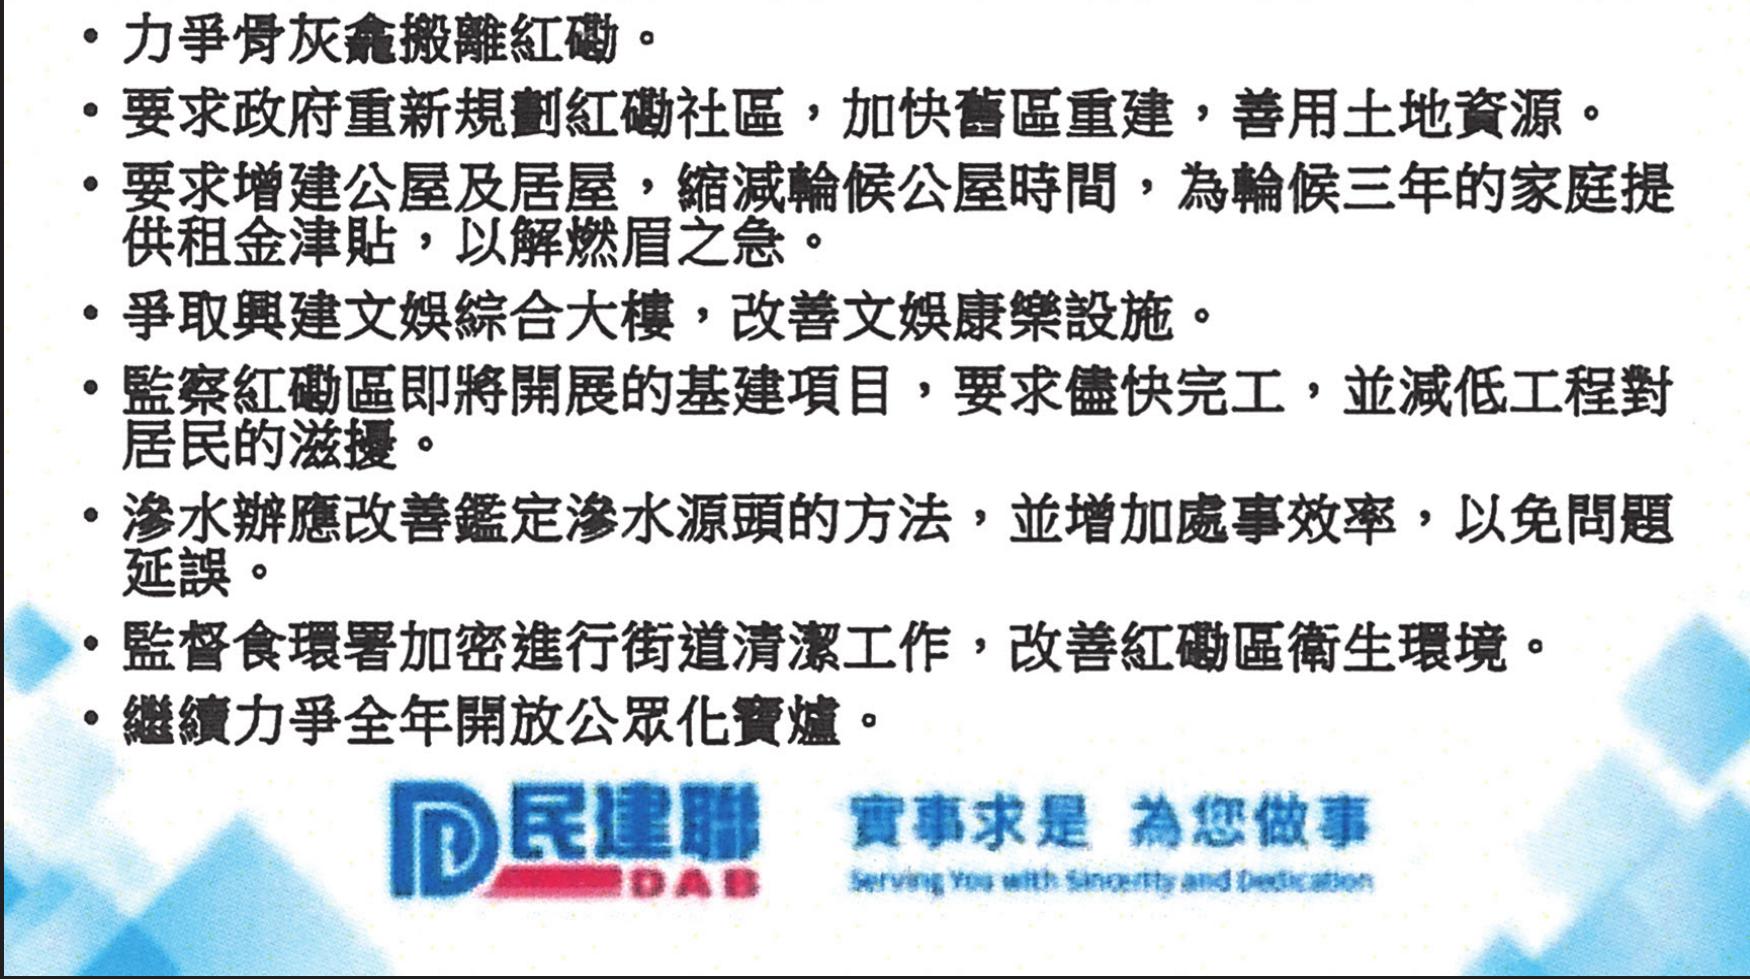 • 力爭骨灰龕搬離紅磡。
• 要求政府重新規劃紅磡社區，加快舊區重建，善用土地資源。
• 要求增建公屋及居屋，縮減輪候公屋時間，為輪候三年的家庭提
供租金津貼，以解燃眉之急。
• 爭取興建文娛綜合大樓，改善文娛康樂設施。
• 監察紅磡區即將開展的基建項目，要求儘快完工，並減低工程對
居民的滋擾。
• 滲水辦應改善鑑定滲水源頭的方法，並增加處事效率，以免問題
延誤。
• 監督食環署加密進行街道清潔工作，改善紅磡區衛生環境。
• 繼續力爭全年開放公眾化寶爐。
民建聯 實事求是 為您做事
DAB Serving You with Sincerity and Dedication